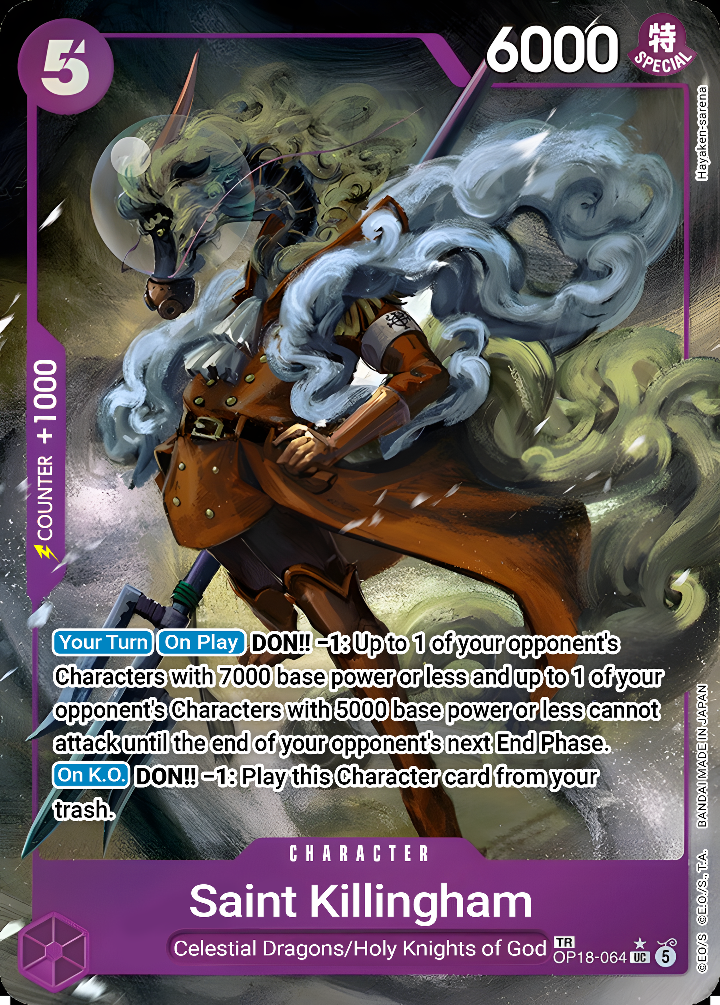 5
6000
特
SPECIAL
Hayaken-sarena
COUNTER +1000
Your Turn On Play DON!! −1: Up to 1 of your opponent's
Characters with 7000 base power or less and up to 1 of your
opponent's Characters with 5000 base power or less cannot
attack until the end of your opponent's next End Phase.
On K.O. DON!! −1: Play this Character card from your
trash.
CHARACTER
Saint Killingham
Celestial Dragons/Holy Knights of God
TR
OP18-064 UC 5
©EO/S ©E.O./S., T.A. BANDAI MADE IN JAPAN